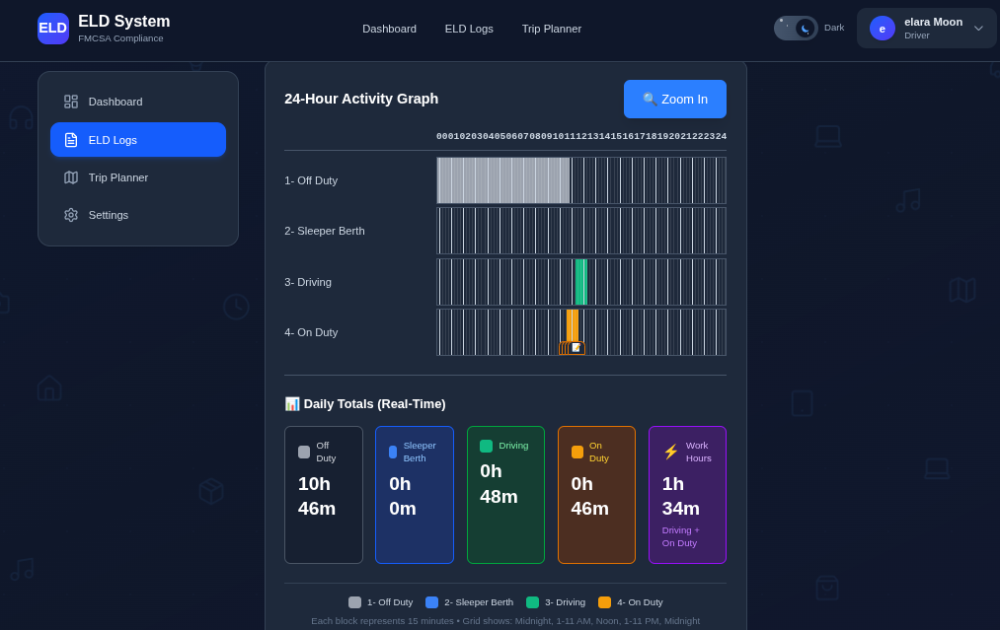 ELD
ELD System
FMCSA Compliance
Dashboard
ELD Logs
Trip Planner
Dark
e
elara Moon
Driver
Dashboard
ELD Logs
Trip Planner
Settings
24-Hour Activity Graph
🔍 Zoom In
00010203040506070809101112131415161718192021222324
1- Off Duty
2- Sleeper Berth
3- Driving
4- On Duty
📊 Daily Totals (Real-Time)
Off
Duty
10h
46m
Sleeper
Berth
0h
0m
Driving
0h
48m
On
Duty
0h
46m
⚡ Work
Hours
1h
34m
Driving +
On Duty
1- Off Duty
2- Sleeper Berth
3- Driving
4- On Duty
Each block represents 15 minutes • Grid shows: Midnight, 1-11 AM, Noon, 1-11 PM, Midnight